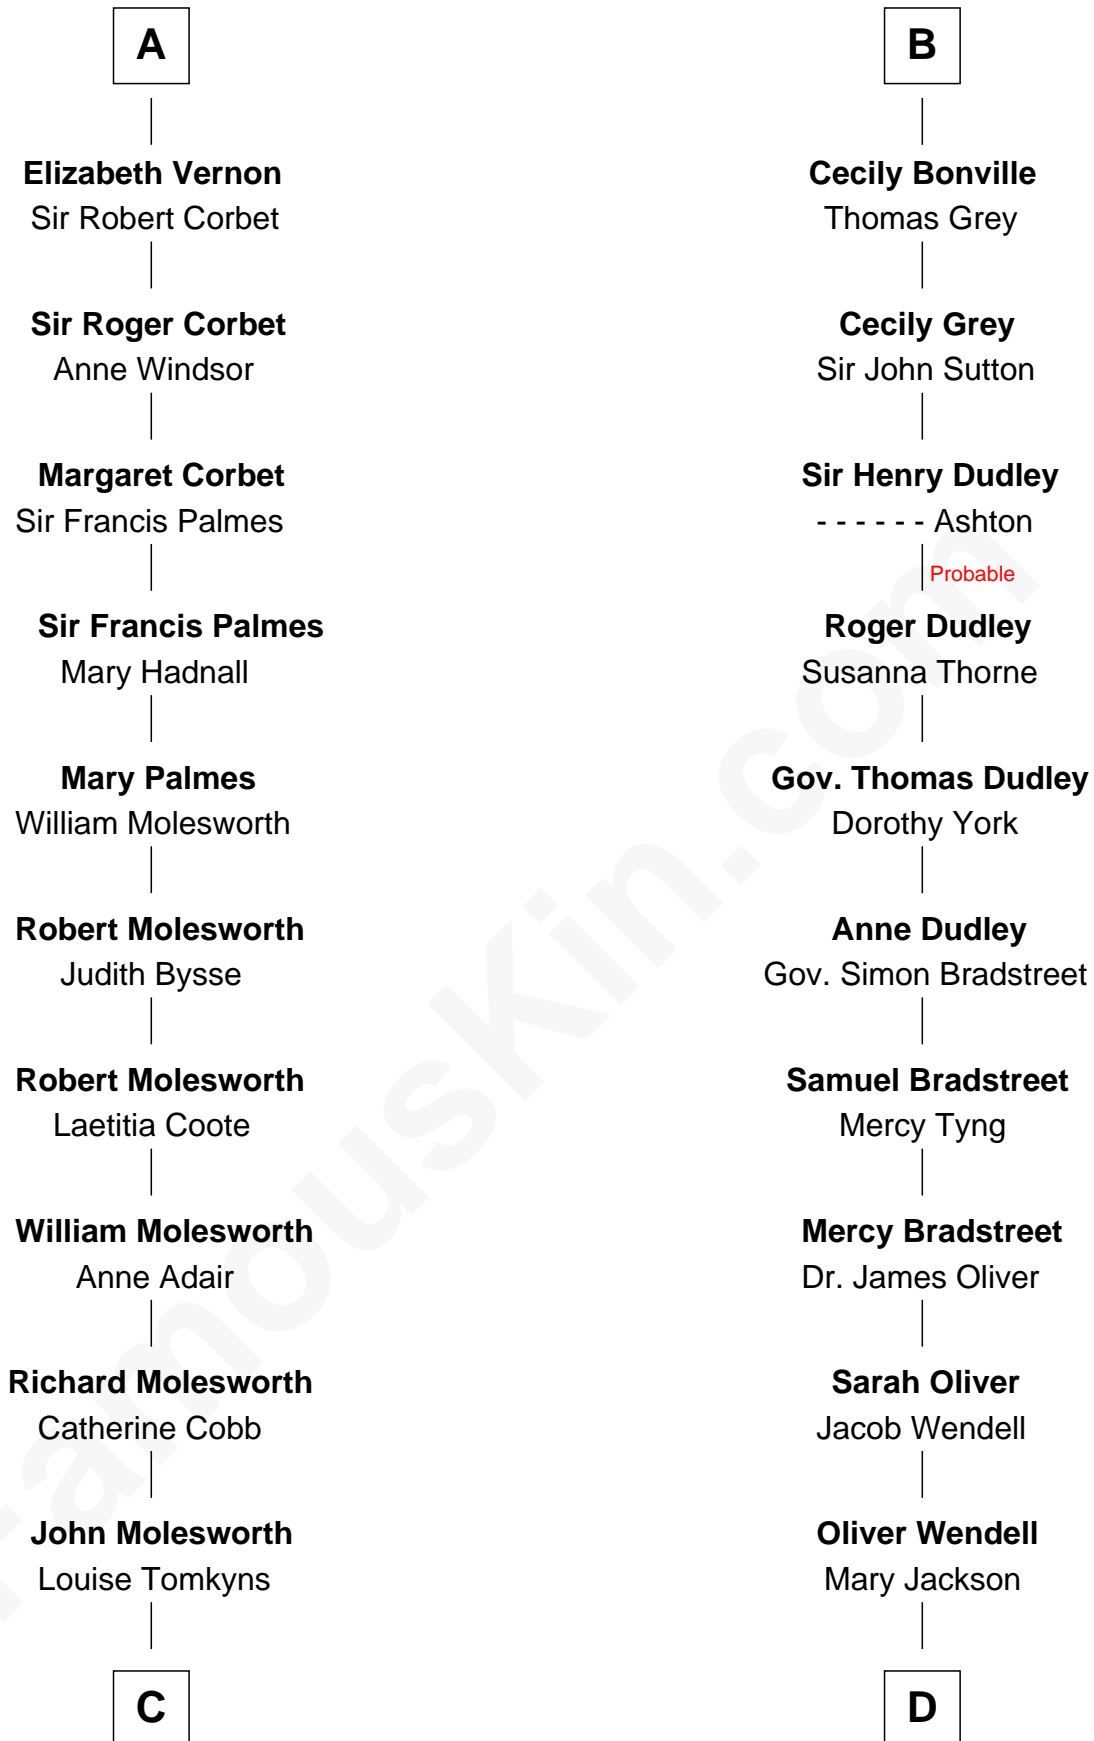 A
Elizabeth Vernon
Sir Robert Corbet
Sir Roger Corbet
Anne Windsor
Margaret Corbet
Sir Francis Palmes
Sir Francis Palmes
Mary Hadnall
Mary Palmes
William Molesworth
Robert Molesworth
Judith Bysse
Robert Molesworth
Laetitia Coote
William Molesworth
Anne Adair
Richard Molesworth
Catherine Cobb
John Molesworth
Louise Tomkyns
C
B
Cecily Bonville
Thomas Grey
Cecily Grey
Sir John Sutton
Sir Henry Dudley
- - - - - - Ashton
Probable
Roger Dudley
Susanna Thorne
Gov. Thomas Dudley
Dorothy York
Anne Dudley
Gov. Simon Bradstreet
Samuel Bradstreet
Mercy Tyng
Mercy Bradstreet
Dr. James Oliver
Sarah Oliver
Jacob Wendell
Oliver Wendell
Mary Jackson
D
FamousKin.com